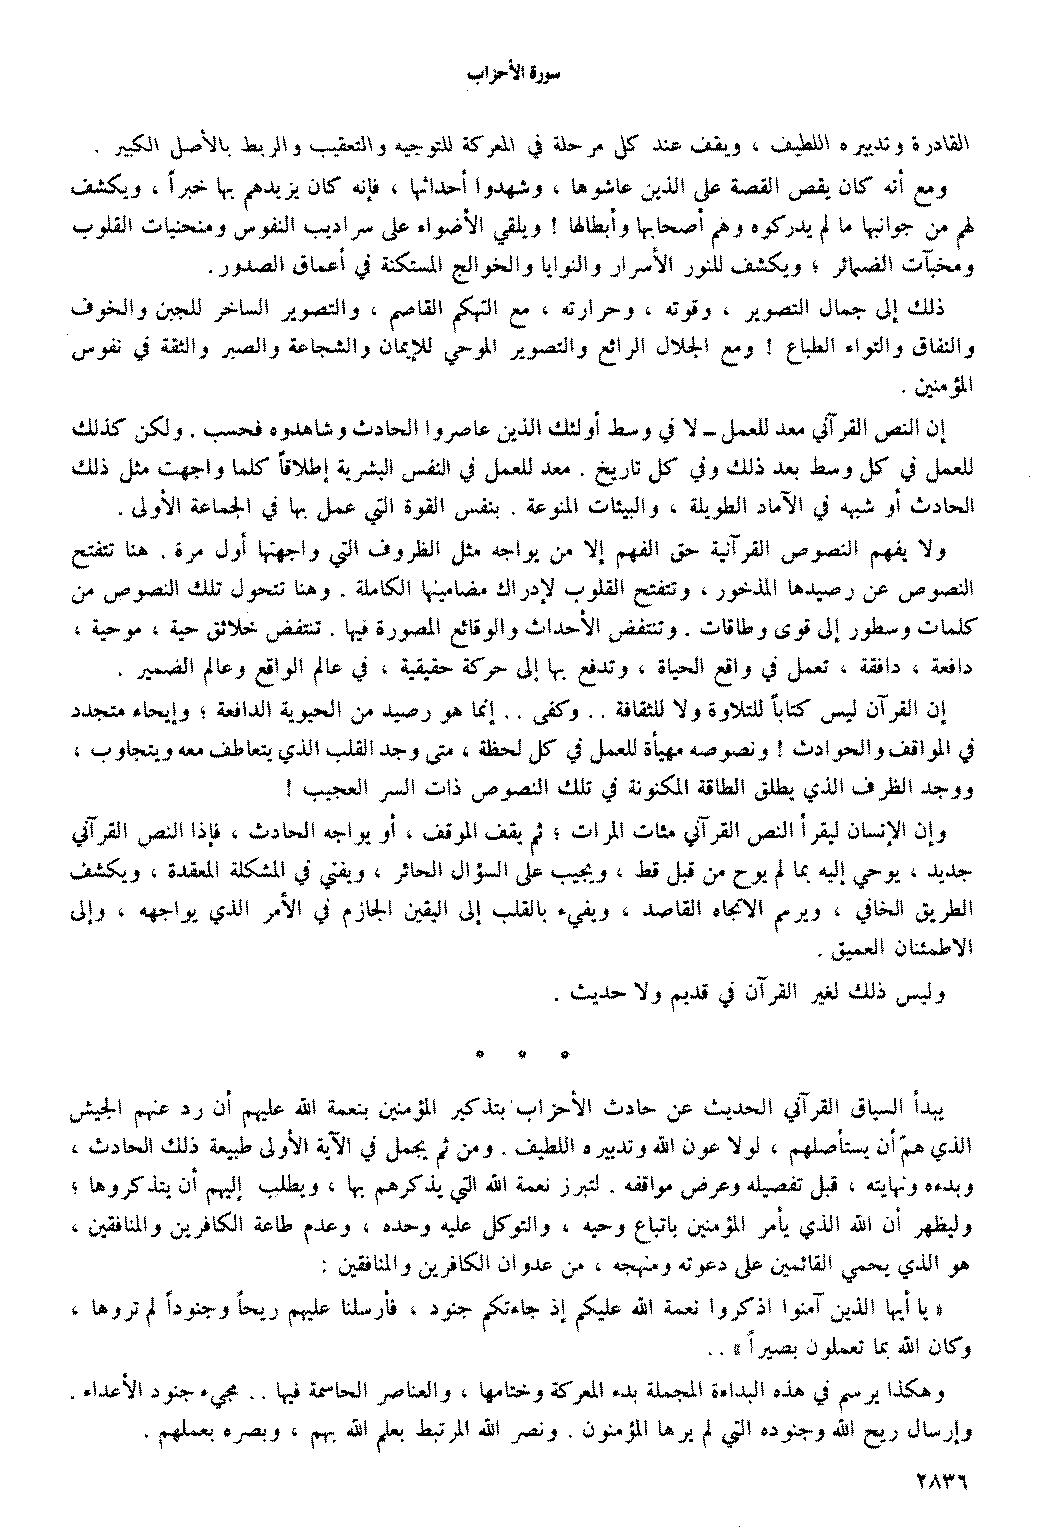 سورة الأحزاب
القادرة وتدبيره اللطيف ، ويقف عند كل مرحلة في المعركة للتوجيه والتعقيب والربط بالأصل الكبير .
ومع أنه كان يقص القصة على الذين عاشوها ، وشهدوا أحداثها ، فإنه كان يزيدهم بها خبراً ، ويكشف
لهم من جوانبها ما لم يدركوه وهم أصحابها وأبطالها ! ويلقي الأضواء على سراديب النفوس ومنحنيات القلوب
ومخبآت الضمائر ؛ ويكشف للنور الأسرار والنوايا والخوالج المستكنة في أعماق الصدور .
ذلك إلى جمال التصوير ، وقوته ، وحرارته ، مع التهكم القاصم ، والتصوير الساخر للجبن والخوف
والنفاق والتواء الطباع ! ومع الجلال الرائع والتصوير الموحي للإيمان والشجاعة والصبر والثقة في نفوس
المؤمنين .
إن النص القرآني معد للعمل – لا في وسط أولئك الذين عاصروا الحادث وشاهدوه فحسب . ولكن كذلك
للعمل في كل وسط بعد ذلك وفي كل تاريخ . معد للعمل في النفس البشرية إطلاقاً كلما واجهت مثل ذلك
الحادث أو شبهه في الآماد الطويلة ، والبيئات المنوعة . بنفس القوة التي عمل بها في الجماعة الأولى .
ولا يفهم النصوص القرآنية حق الفهم إلا من يواجه مثل الظروف التي واجهتها أول مرة . هنا تتفتح
النصوص عن رصيدها المذخور ، وتتفتح القلوب لإدراك مضامينها الكاملة . وهنا تتحول تلك النصوص من
كلمات وسطور إلى قوى وطاقات . وتنتفض الأحداث والوقائع المصورة فيها . تنتفض خلائق حية ، موحية ،
دافعة ، دافقة ، تعمل في واقع الحياة ، وتدفع بها إلى حركة حقيقية ، في عالم الواقع وعالم الضمير .
إن القرآن ليس كتاباً للتلاوة ولا للثقافة .. وكفى .. إنما هو رصيد من الحيوية الدافعة ؛ وإيحاء متجدد
في المواقف والحوادث ! ونصوصه مهيأة للعمل في كل لحظة ، متى وجد القلب الذي يتعاطف معه ويتجاوب ،
ووجد الظرف الذي يطلق الطاقة المكنونة في تلك النصوص ذات السر العجيب !
وإن الإنسان ليقرأ النص القرآني مئات المرات ؛ ثم يقف الموقف ، أو يواجه الحادث ، فإذا النص القرآني
جديد ، يوحي إليه بما لم يوح من قبل قط ، ويجيب على السؤال الحائر ، ويفتي في المشكلة المعقدة ، ويكشف
الطريق الخافي ، ويرسم الاتجاه القاصد ، ويفيء بالقلب إلى اليقين الجازم في الأمر الذي يواجهه ، وإلى
الاطمئنان العميق .
وليس ذلك لغير القرآن في قديم ولا حديث .
* * *
يبدأ السياق القرآني الحديث عن حادث الأحزاب بتذكير المؤمنين بنعمة الله عليهم أن رد عنهم الجيش
الذي همّ أن يستأصلهم ، لولا عون الله وتدبيره اللطيف . ومن ثم يجمل في الآية الأولى طبيعة ذلك الحادث ،
وبدءه ونهايته ، قبل تفصيله وعرض مواقفه . لتبرز نعمة الله التي يذكرهم بها ، ويطلب إليهم أن يتذكروها ؛
وليظهر أن الله الذي يأمر المؤمنين باتباع وحيه ، والتوكل عليه وحده ، وعدم طاعة الكافرين والمنافقين ،
هو الذي يحمي القائمين على دعوته ومنهجه ، من عدوان الكافرين والمنافقين :
« يا أيها الذين آمنوا اذكروا نعمة الله عليكم إذ جاءتكم جنود ، فأرسلنا عليهم ريحاً وجنوداً لم تروها ،
وكان الله بما تعملون بصيراً » ..
وهكذا يرسم في هذه البداءة المجملة بدء المعركة وختامها ، والعناصر الحاسمة فيها .. مجيء جنود الأعداء .
وإرسال ريح الله وجنوده التي لم يرها المؤمنون . ونصر الله المرتبط بعلم الله بهم ، وبصره بعملهم .
٢٨٣٦